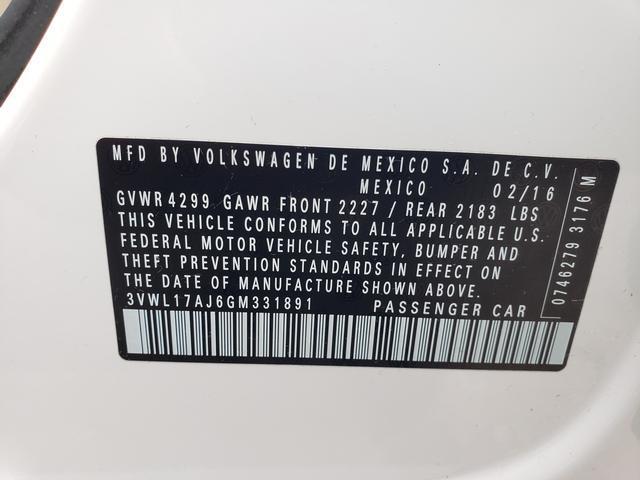 MFD BY VOLKSWAGEN DE MEXICO S.A. DE C.V.
MEXICO 02/16
GVWR 4299 GAWR FRONT 2227 / REAR 2183 LBS
THIS VEHICLE CONFORMS TO ALL APPLICABLE U.S.
FEDERAL MOTOR VEHICLE SAFETY, BUMPER AND
THEFT PREVENTION STANDARDS IN EFFECT ON
THE DATE OF MANUFACTURE SHOWN ABOVE.
3VWL17AJ6GM331891 PASSENGER CAR
0746279 3176 M